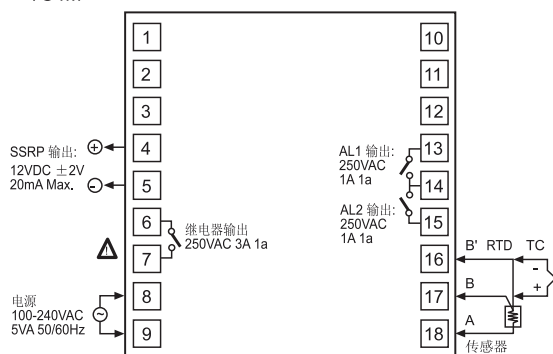 1
2
3
4
5
6
7
8
9
10
11
12
13
14
15
16
17
18
SSRP 输出:
12VDC ±2V
20mA Max.
+
-
继电器输出
250VAC 3A 1a
电源
100-240VAC
5VA 50/60Hz
AL1 输出:
250VAC
1A 1a
AL2 输出:
250VAC
1A 1a
B' RTD TC
-
+
B
A
传感器